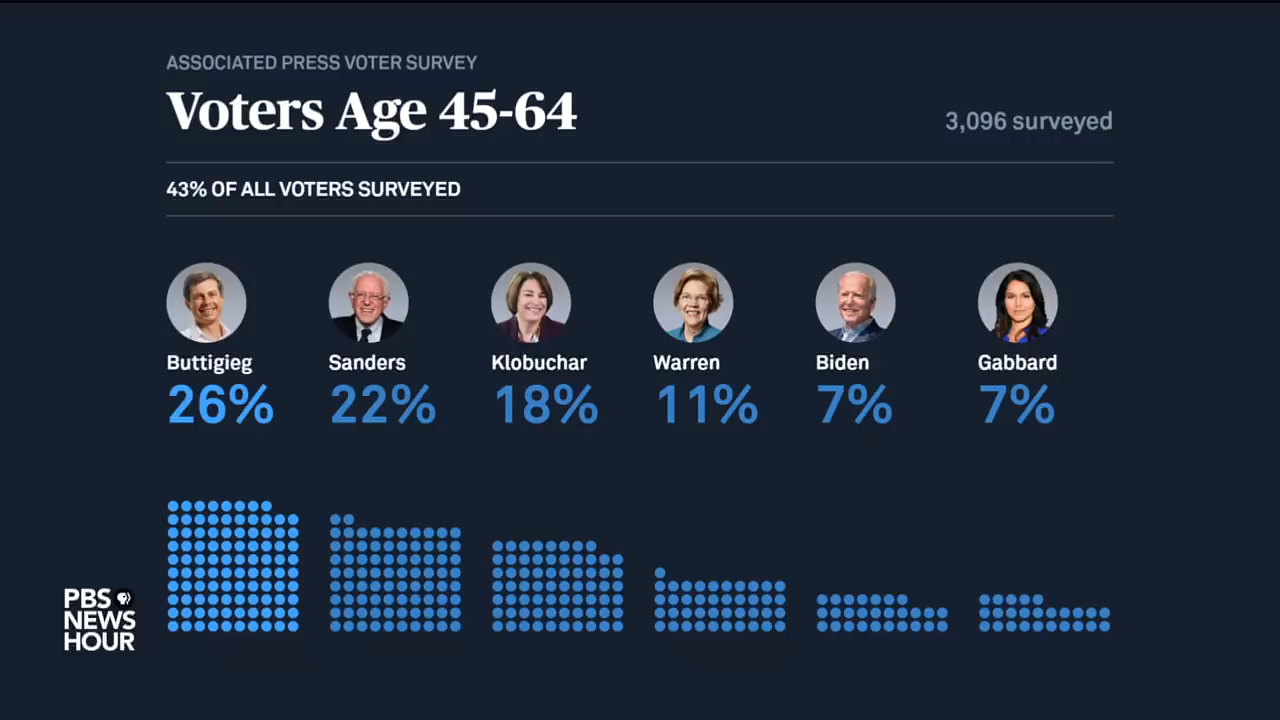 ASSOCIATED PRESS VOTER SURVEY
Voters Age 45-64
3,096 surveyed
43% OF ALL VOTERS SURVEYED
Buttigieg Sanders Klobuchar Warren Biden Gabbard
26% 22% 18% 11% 7% 7%
PBS
NEWS
HOUR